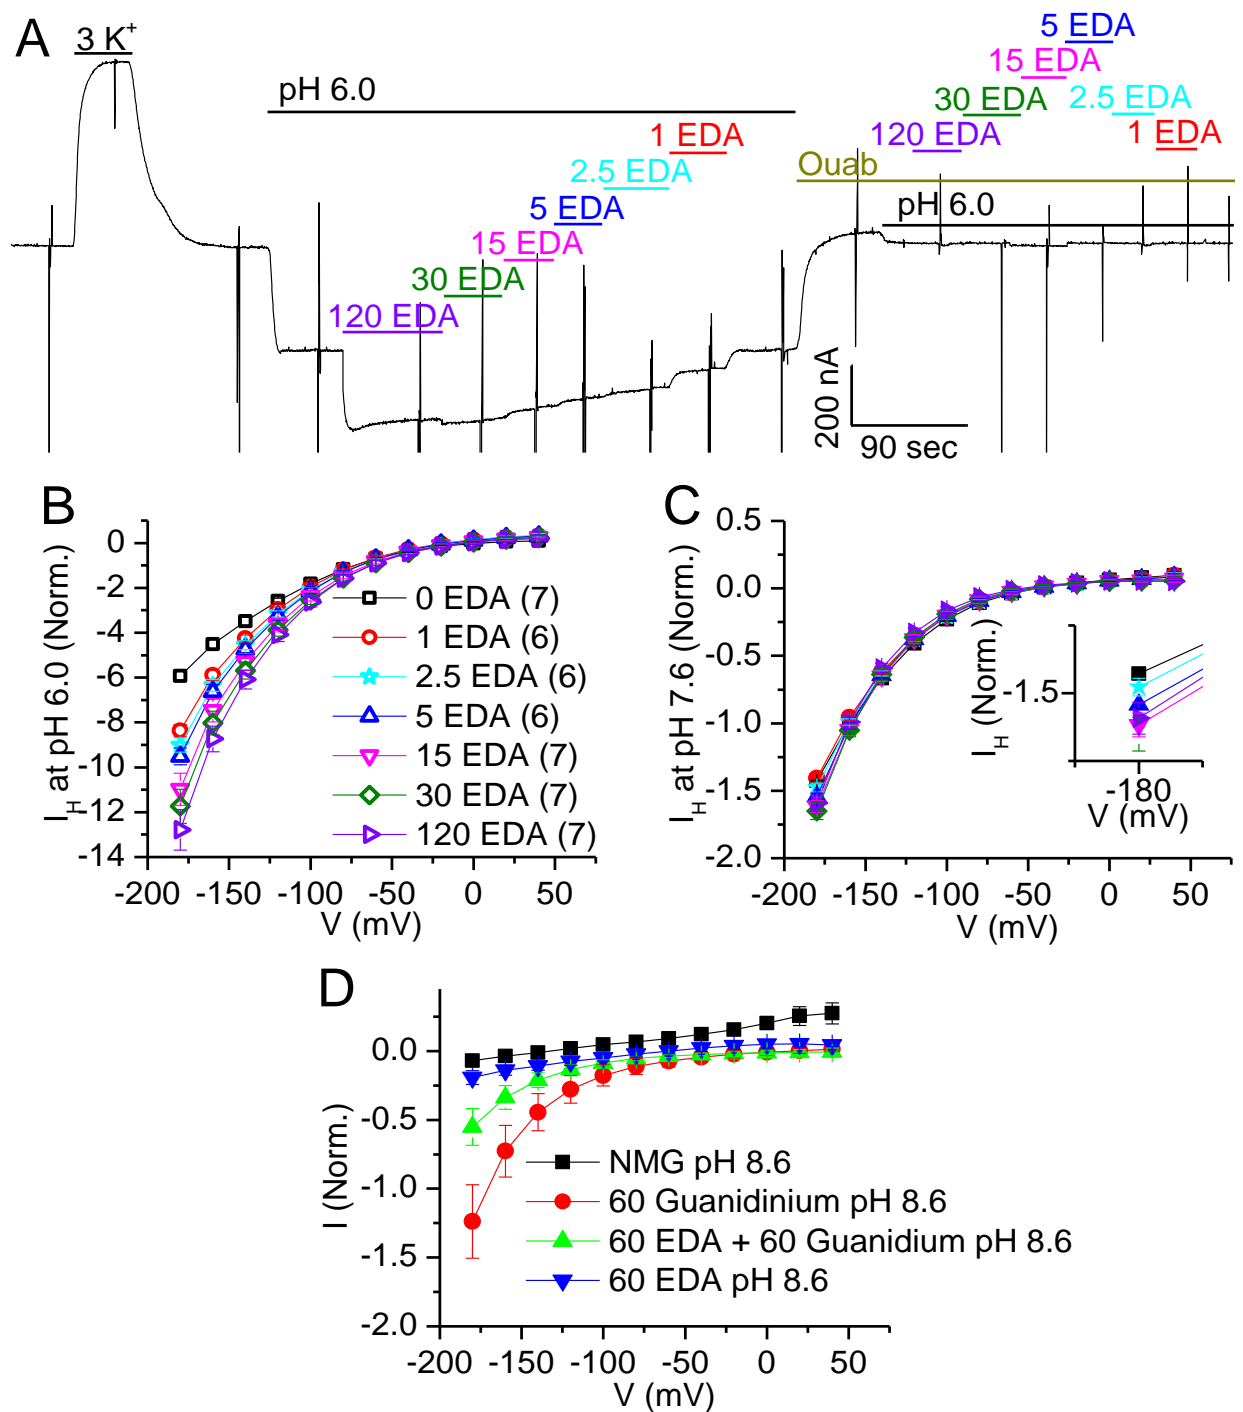 A
3 K+
pH 6.0
120 EDA
30 EDA
15 EDA
5 EDA
2.5 EDA
1 EDA
Ouab
pH 6.0
120 EDA
30 EDA
15 EDA
5 EDA
2.5 EDA
1 EDA
200 nA
90 sec
B
IH at pH 6.0 (Norm.)
0
-2
-4
-6
-8
-10
-12
-14
0 EDA (7)
1 EDA (6)
2.5 EDA (6)
5 EDA (6)
15 EDA (7)
30 EDA (7)
120 EDA (7)
-200 -150 -100 -50 0 50
V (mV)
C
IH at pH 7.6 (Norm.)
0.5
0.0
-0.5
-1.0
-1.5
-2.0
IH (Norm.)
-1.5
-180
V (mV)
-200 -150 -100 -50 0 50
V (mV)
D
I (Norm.)
0.0
-0.5
-1.0
-1.5
-2.0
NMG pH 8.6
60 Guanidinium pH 8.6
60 EDA + 60 Guanidium pH 8.6
60 EDA pH 8.6
-200 -150 -100 -50 0 50
V (mV)